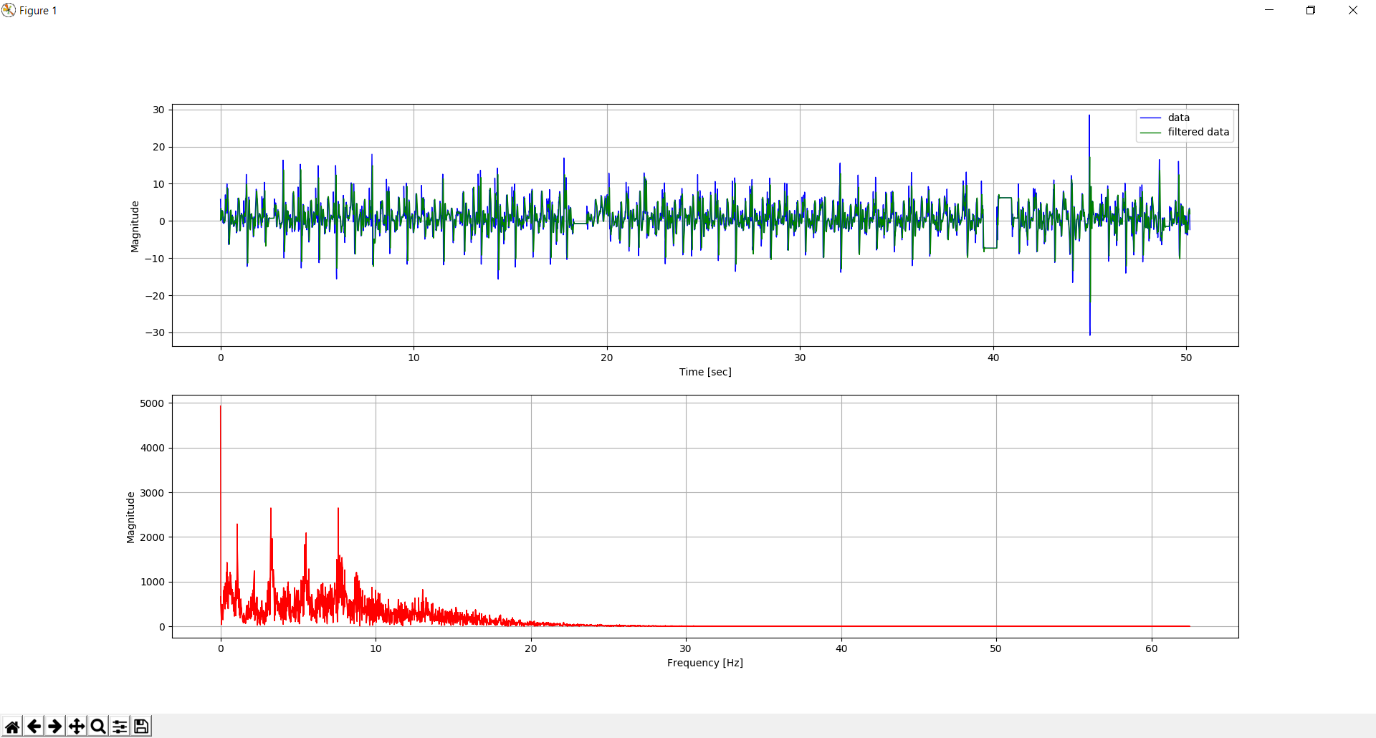 Figure 1
30
20
10
0
−10
−20
−30
Magnitude
data
filtered data
0 10 20 30 40 50
Time [sec]
5000
4000
3000
2000
1000
0
Magnitude
0 10 20 30 40 50 60
Frequency [Hz]